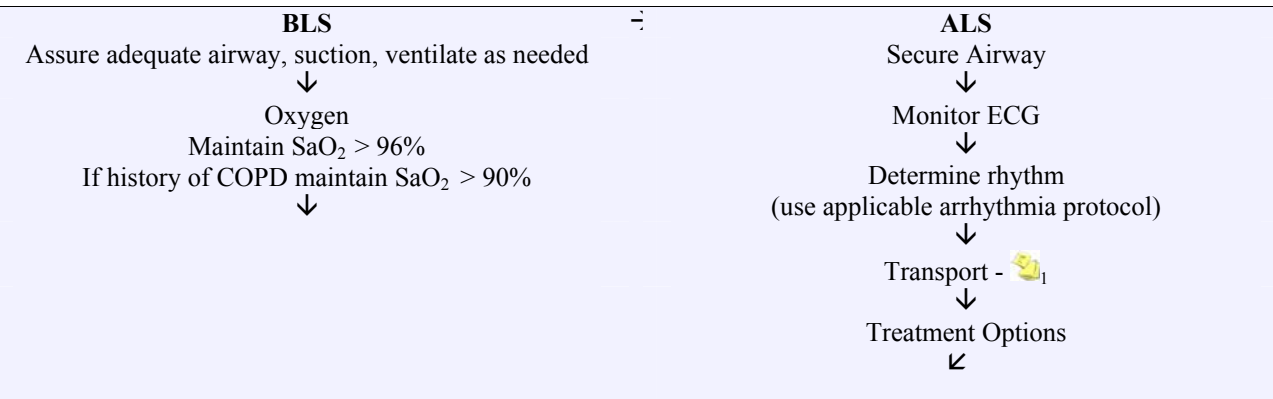 BLS
Assure adequate airway, suction, ventilate as needed
↓
Oxygen
Maintain SaO₂ > 96%
If history of COPD maintain SaO₂ > 90%
↓
→
ALS
Secure Airway
↓
Monitor ECG
↓
Determine rhythm
(use applicable arrhythmia protocol)
↓
Transport - 1
↓
Treatment Options
↙